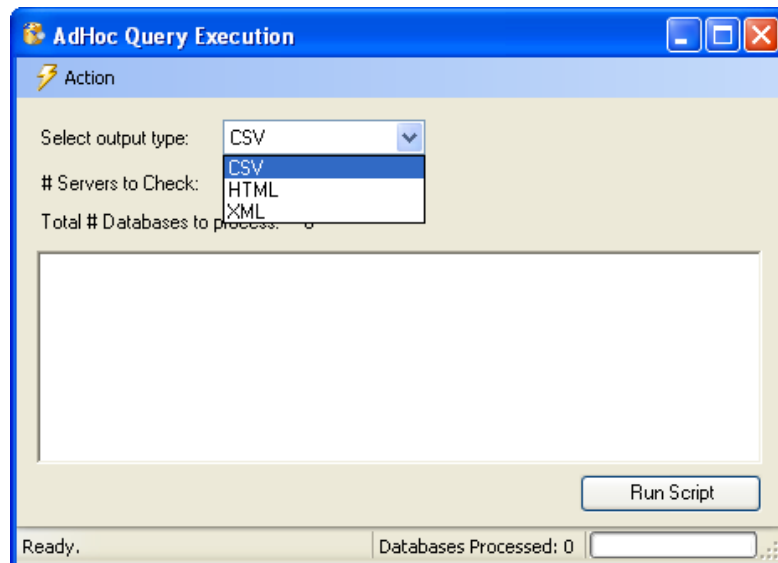 AdHoc Query Execution
Action
Select output type: CSV
CSV
# Servers to Check: HTML
XML
Total # Databases to process:
Run Script
Ready. Databases Processed: 0